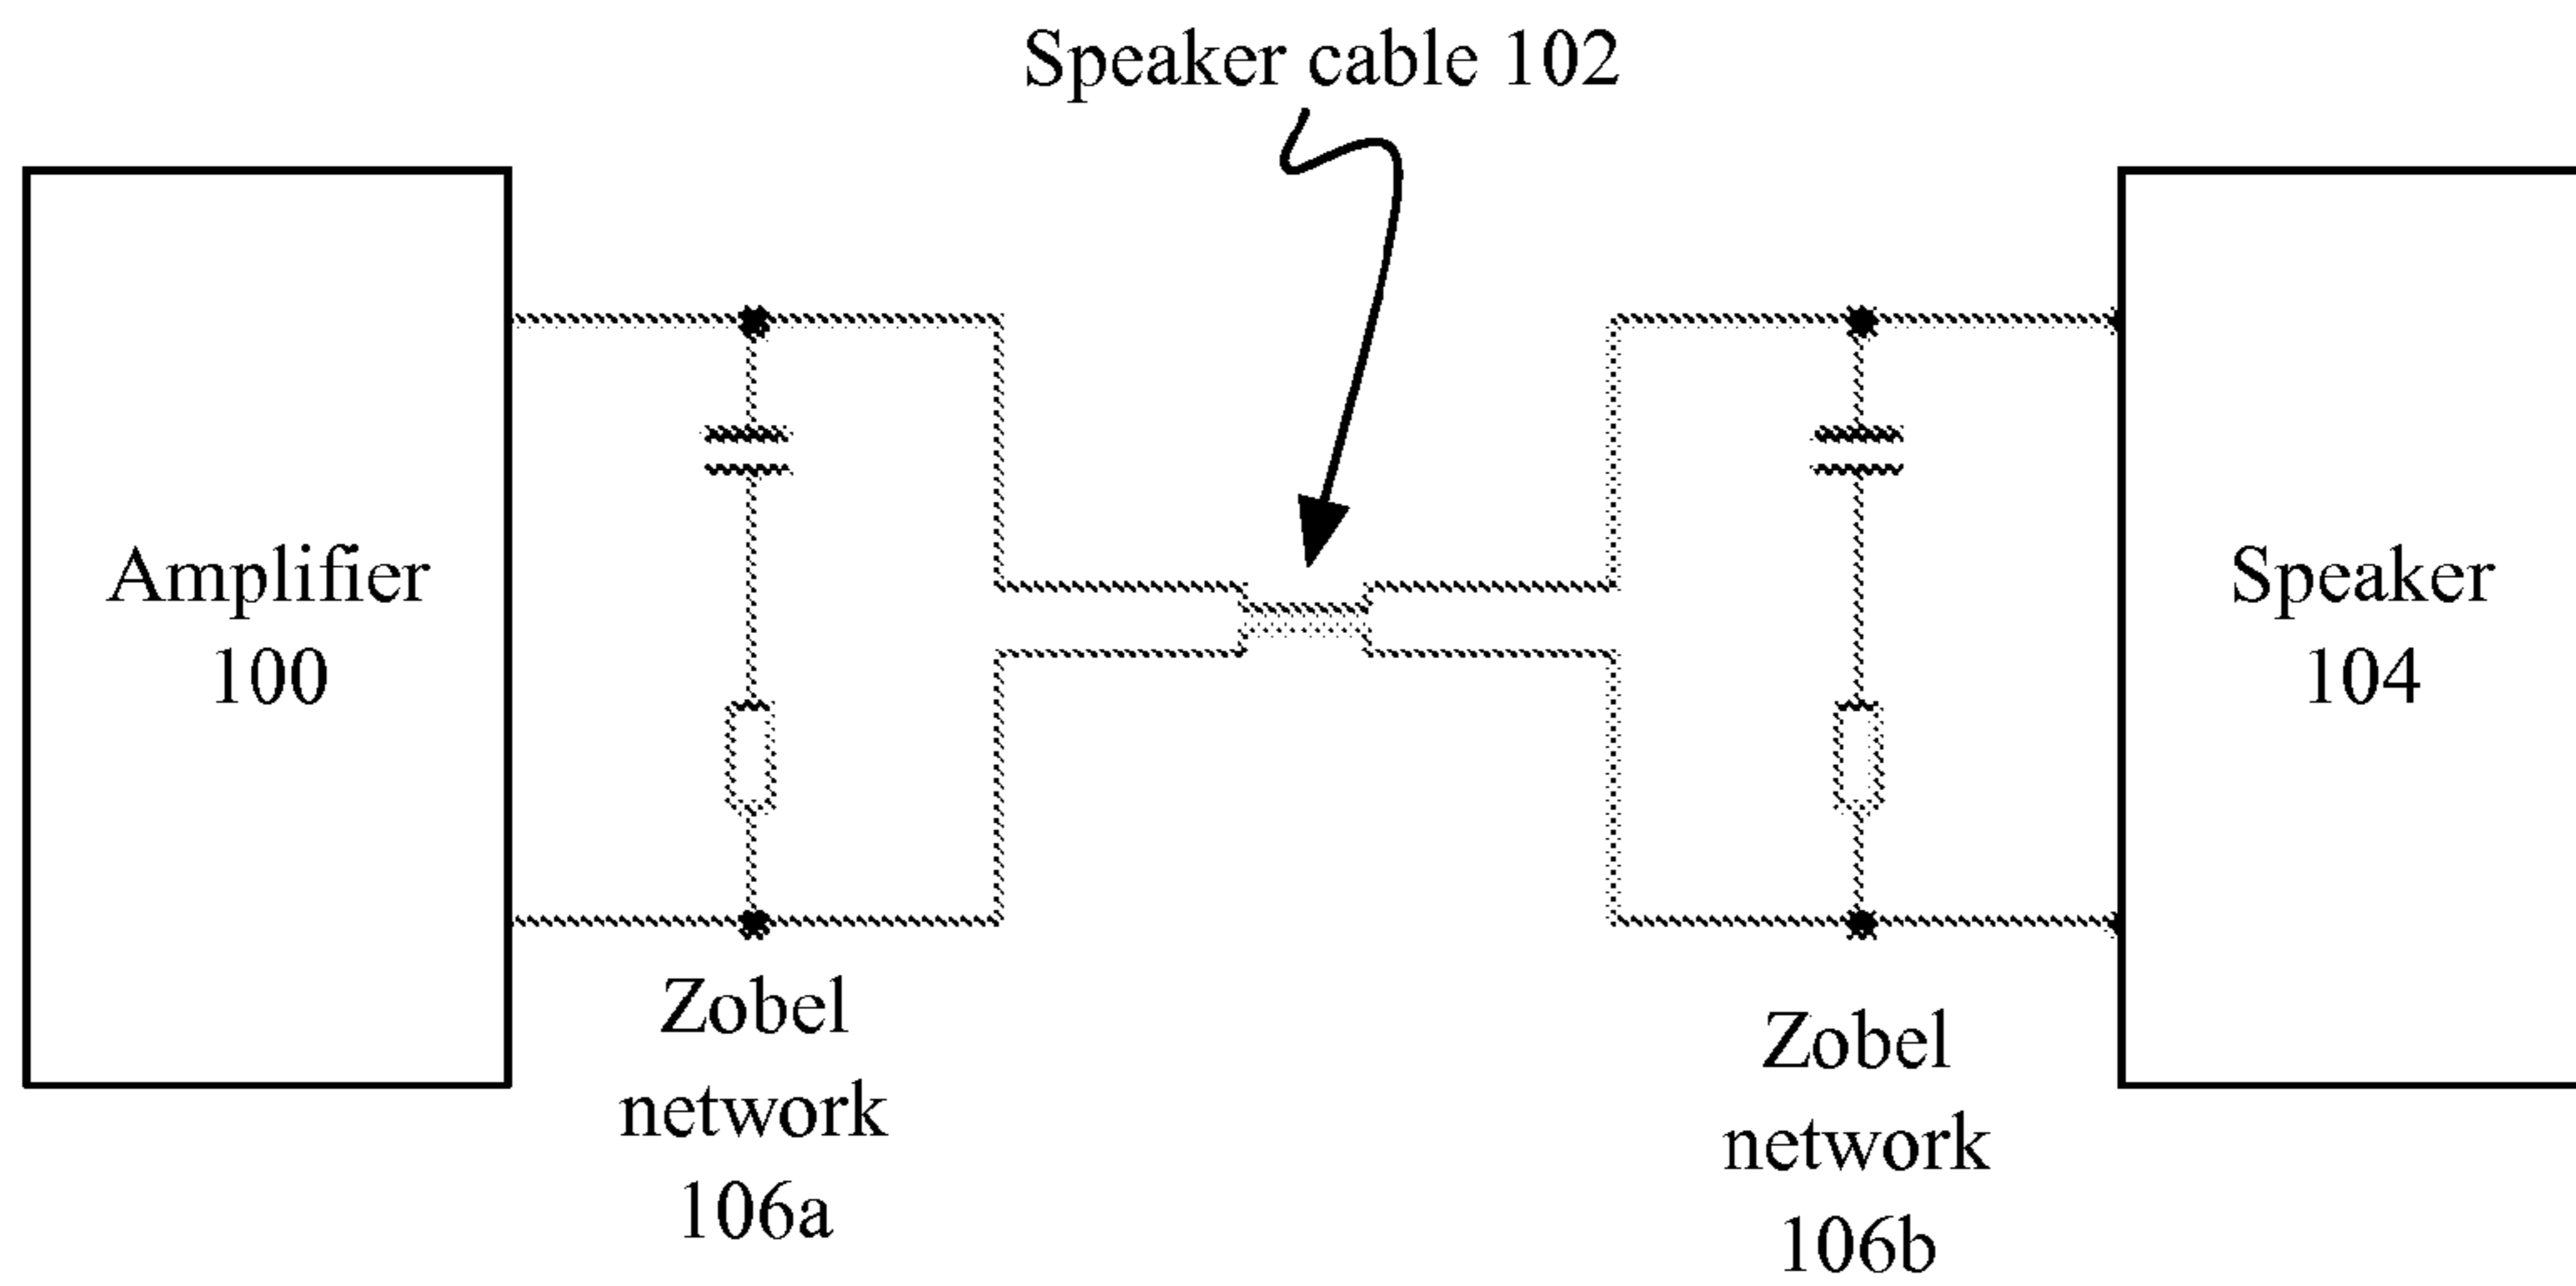 Speaker cable 102
Amplifier
100
Speaker
104
Zobel
network
106a
Zobel
network
106b